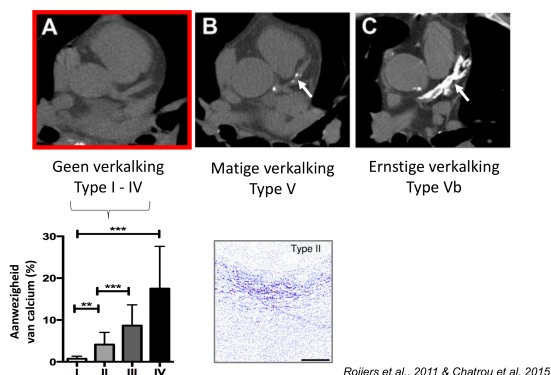 A
B
C
Geen verkalking
Type I - IV
Matige verkalking
Type V
Ernstige verkalking
Type Vb
Aanwezigheid
van calcium (%)
30
20
10
0
***
**
***
I II III IV
Type II
Roijers et al., 2011 & Chatrou et al. 2015